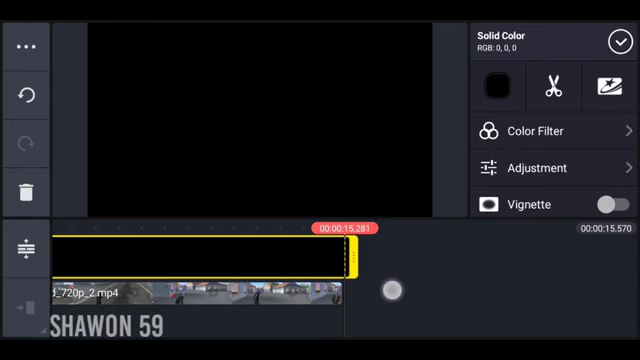 Solid Color
RGB: 0, 0, 0
Color Filter
Adjustment
Vignette
00:00:15.281
00:00:15.570
d_720p_2.mp4
SHAWON 59